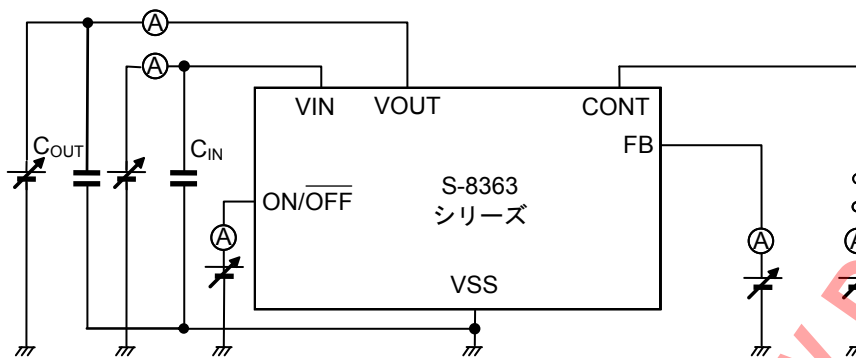 A
A
VIN
VOUT
CONT
COUT
CIN
FB
S-8363
シリーズ
ON/OFF
A
A
A
VSS